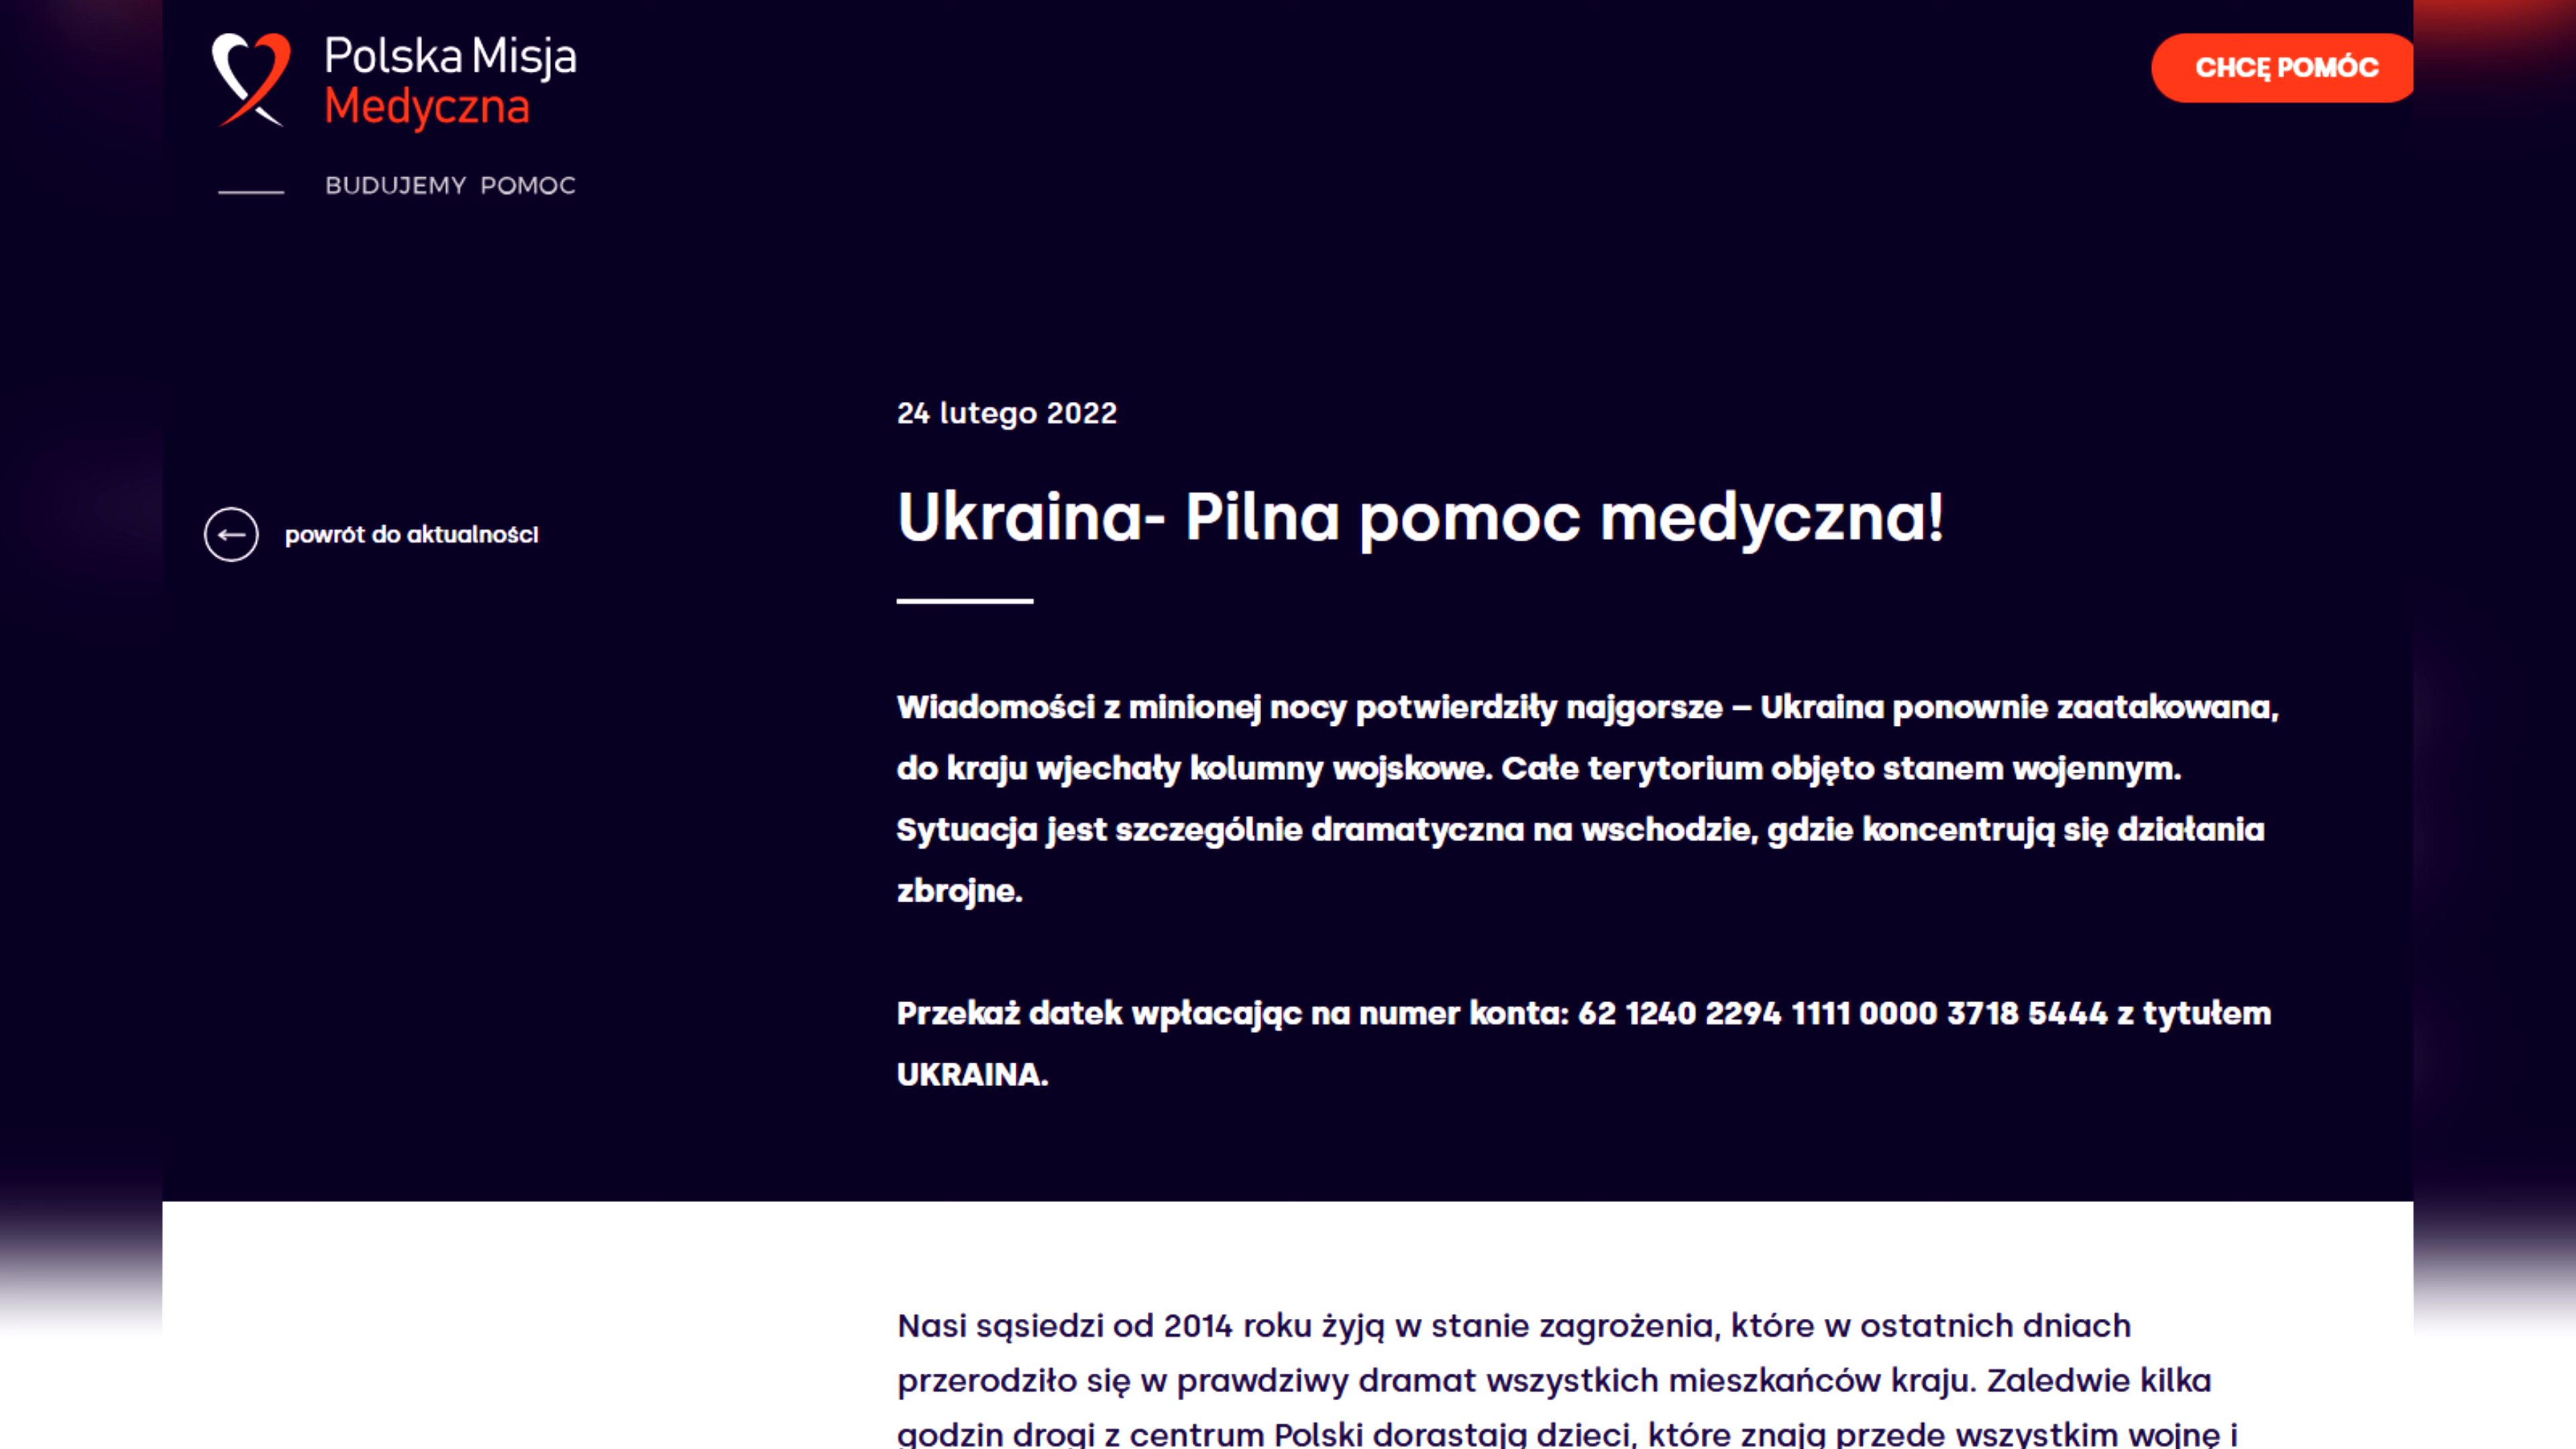 Polska Misja
Medyczna
BUDUJEMY POMOC
CHCĘ POMÓC
24 lutego 2022
powrót do aktualności
Ukraina- Pilna pomoc medyczna!
Wiadomości z minionej nocy potwierdziły najgorsze – Ukraina ponownie zaatakowana,
do kraju wjechały kolumny wojskowe. Całe terytorium objęto stanem wojennym.
Sytuacja jest szczególnie dramatyczna na wschodzie, gdzie koncentrują się działania
zbrojne.
Przekaż datek wpłacając na numer konta: 62 1240 2294 1111 0000 3718 5444 z tytułem
UKRAINA.
Nasi sąsiedzi od 2014 roku żyją w stanie zagrożenia, które w ostatnich dniach
przerodziło się w prawdziwy dramat wszystkich mieszkańców kraju. Zaledwie kilka
godzin drogi z centrum Polski dorastają dzieci, które znają przede wszystkim wojnę i